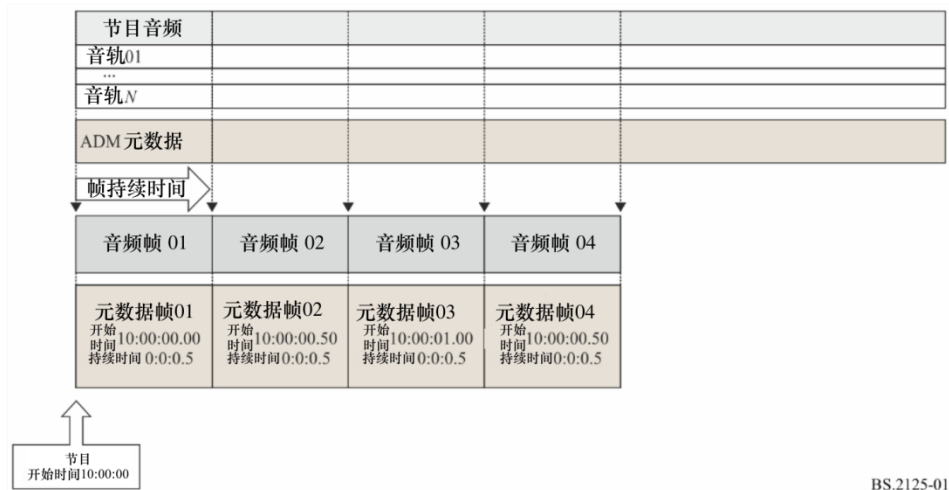 节目音频
音轨01
...
音轨N
ADM 元数据
帧持续时间
音频帧 01
音频帧 02
音频帧 03
音频帧 04
元数据帧01
开始时间10:00:00.00
持续时间 0:0:0.5
元数据帧02
开始时间10:00:00.50
持续时间0:0:0.5
元数据帧03
开始时间10:00:01.00
持续时间0:0:0.5
元数据帧04
开始时间10:00:00.50
持续时间0:0:0.5
节目
开始时间10:00:00
BS.2125-01